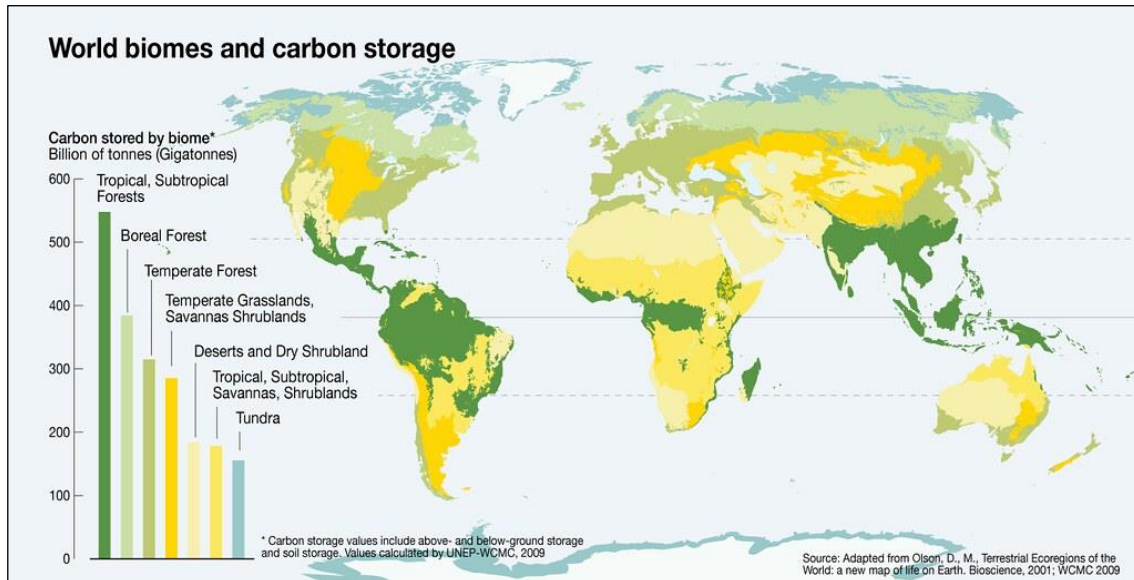 World biomes and carbon storage
Carbon stored by biome*
Billion of tonnes (Gigatonnes)
600
Tropical, Subtropical
Forests
500
Boreal Forest
Temperate Forest
400
Temperate Grasslands,
Savannas Shrublands
300
Deserts and Dry Shrubland
Tropical, Subtropical,
Savannas, Shrublands
200
Tundra
100
0
* Carbon storage values include above- and below-ground storage
and soil storage. Values calculated by UNEP-WCMC, 2009
Source: Adapted from Olson, D., M., Terrestrial Ecoregions of the
World: a new map of life on Earth. Bioscience, 2001; WCMC 2009